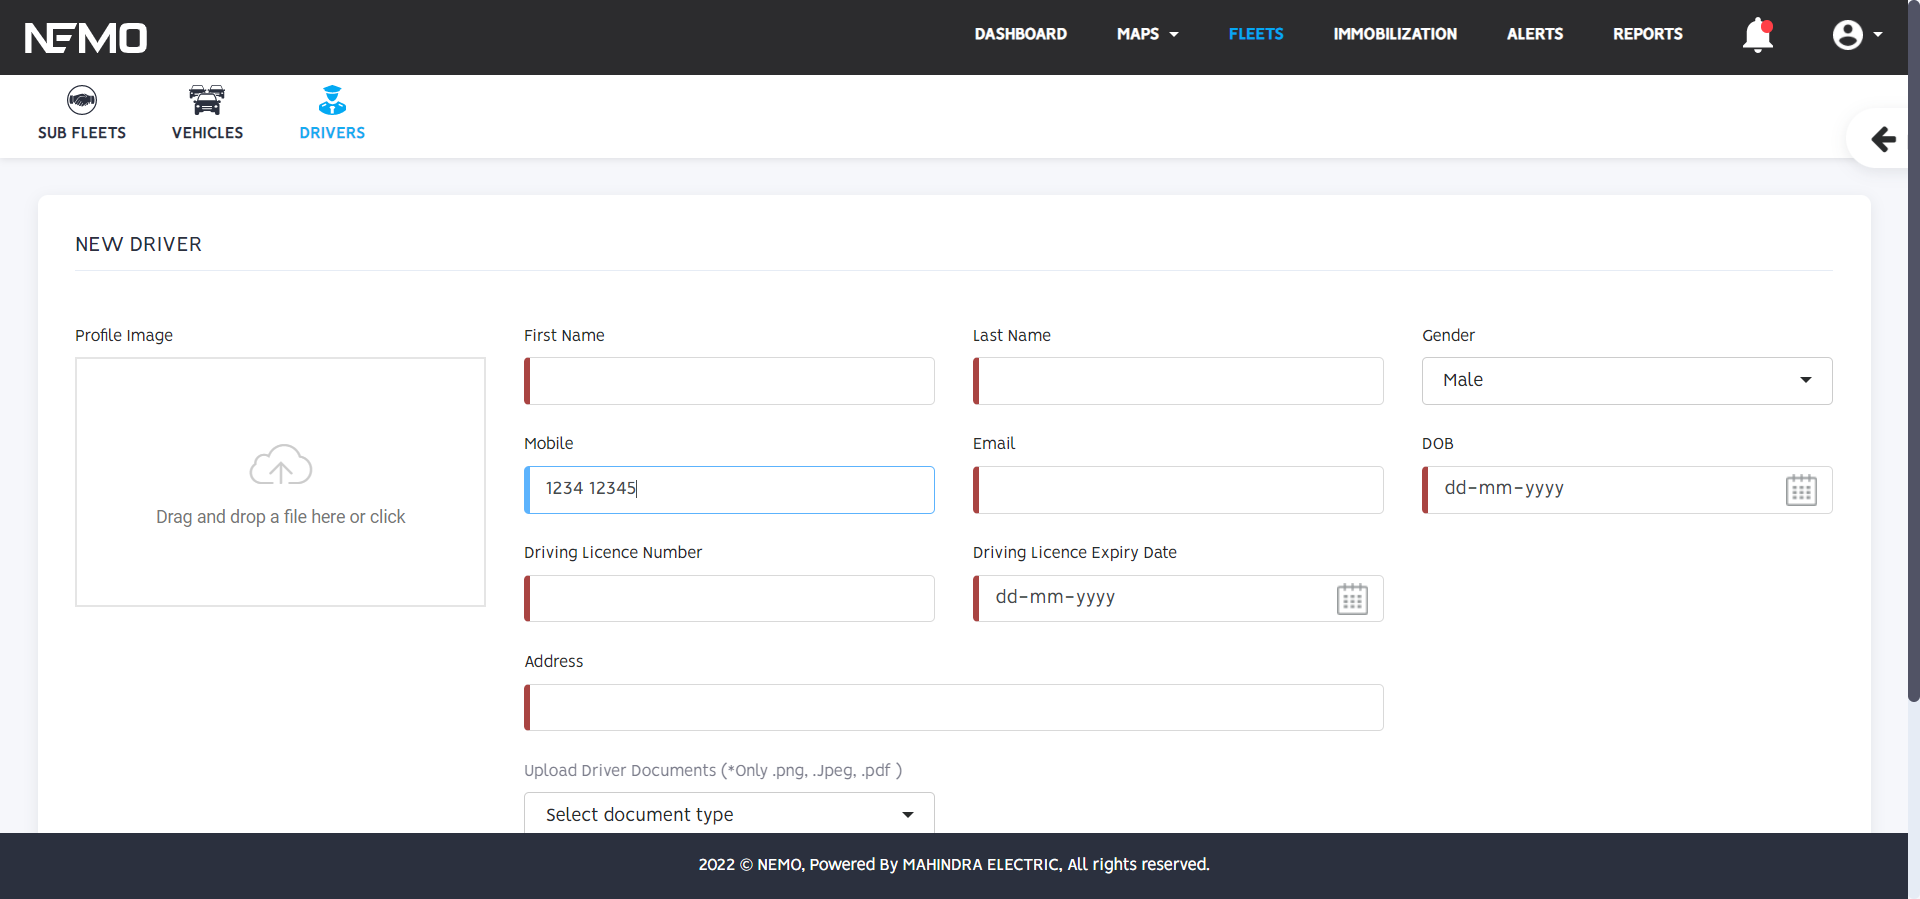 NEMO
DASHBOARD MAPS FLEETS IMMOBILIZATION ALERTS REPORTS
SUB FLEETS VEHICLES DRIVERS
NEW DRIVER
Profile Image First Name Last Name Gender
Male
Mobile Email DOB
1234 12345 dd-mm-yyyy
Drag and drop a file here or click
Driving Licence Number Driving Licence Expiry Date
dd-mm-yyyy
Address
Upload Driver Documents (*Only .png, .Jpeg, .pdf )
Select document type
2022 © NEMO, Powered By MAHINDRA ELECTRIC, All rights reserved.